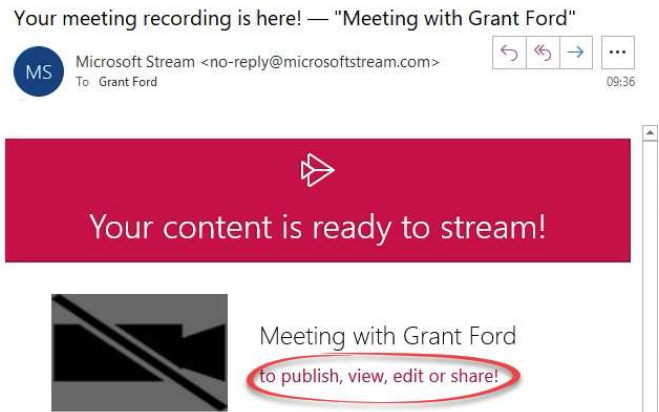 Your meeting recording is here! — "Meeting with Grant Ford"
MS
Microsoft Stream <no-reply@microsoftstream.com>
To Grant Ford
09:36
Your content is ready to stream!
Meeting with Grant Ford
to publish, view, edit or share!